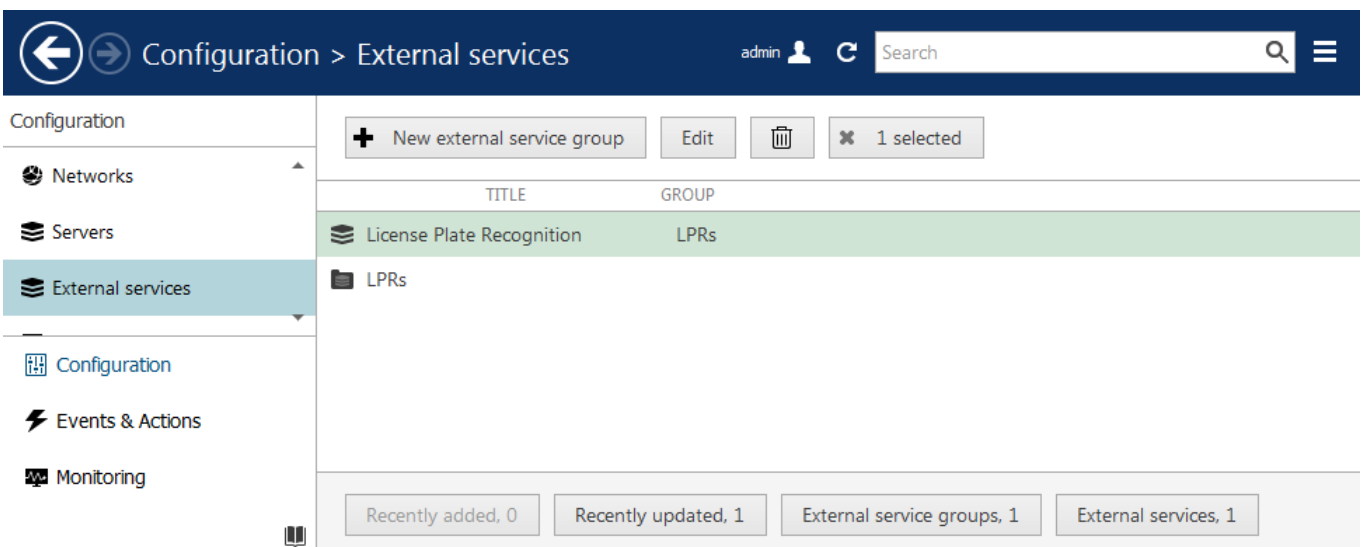 Configuration > External services
admin
Search
Configuration
Networks
Servers
External services
Configuration
Events & Actions
Monitoring
New external service group
Edit
1 selected
TITLE GROUP
License Plate Recognition LPRs
LPRs
Recently added, 0
Recently updated, 1
External service groups, 1
External services, 1